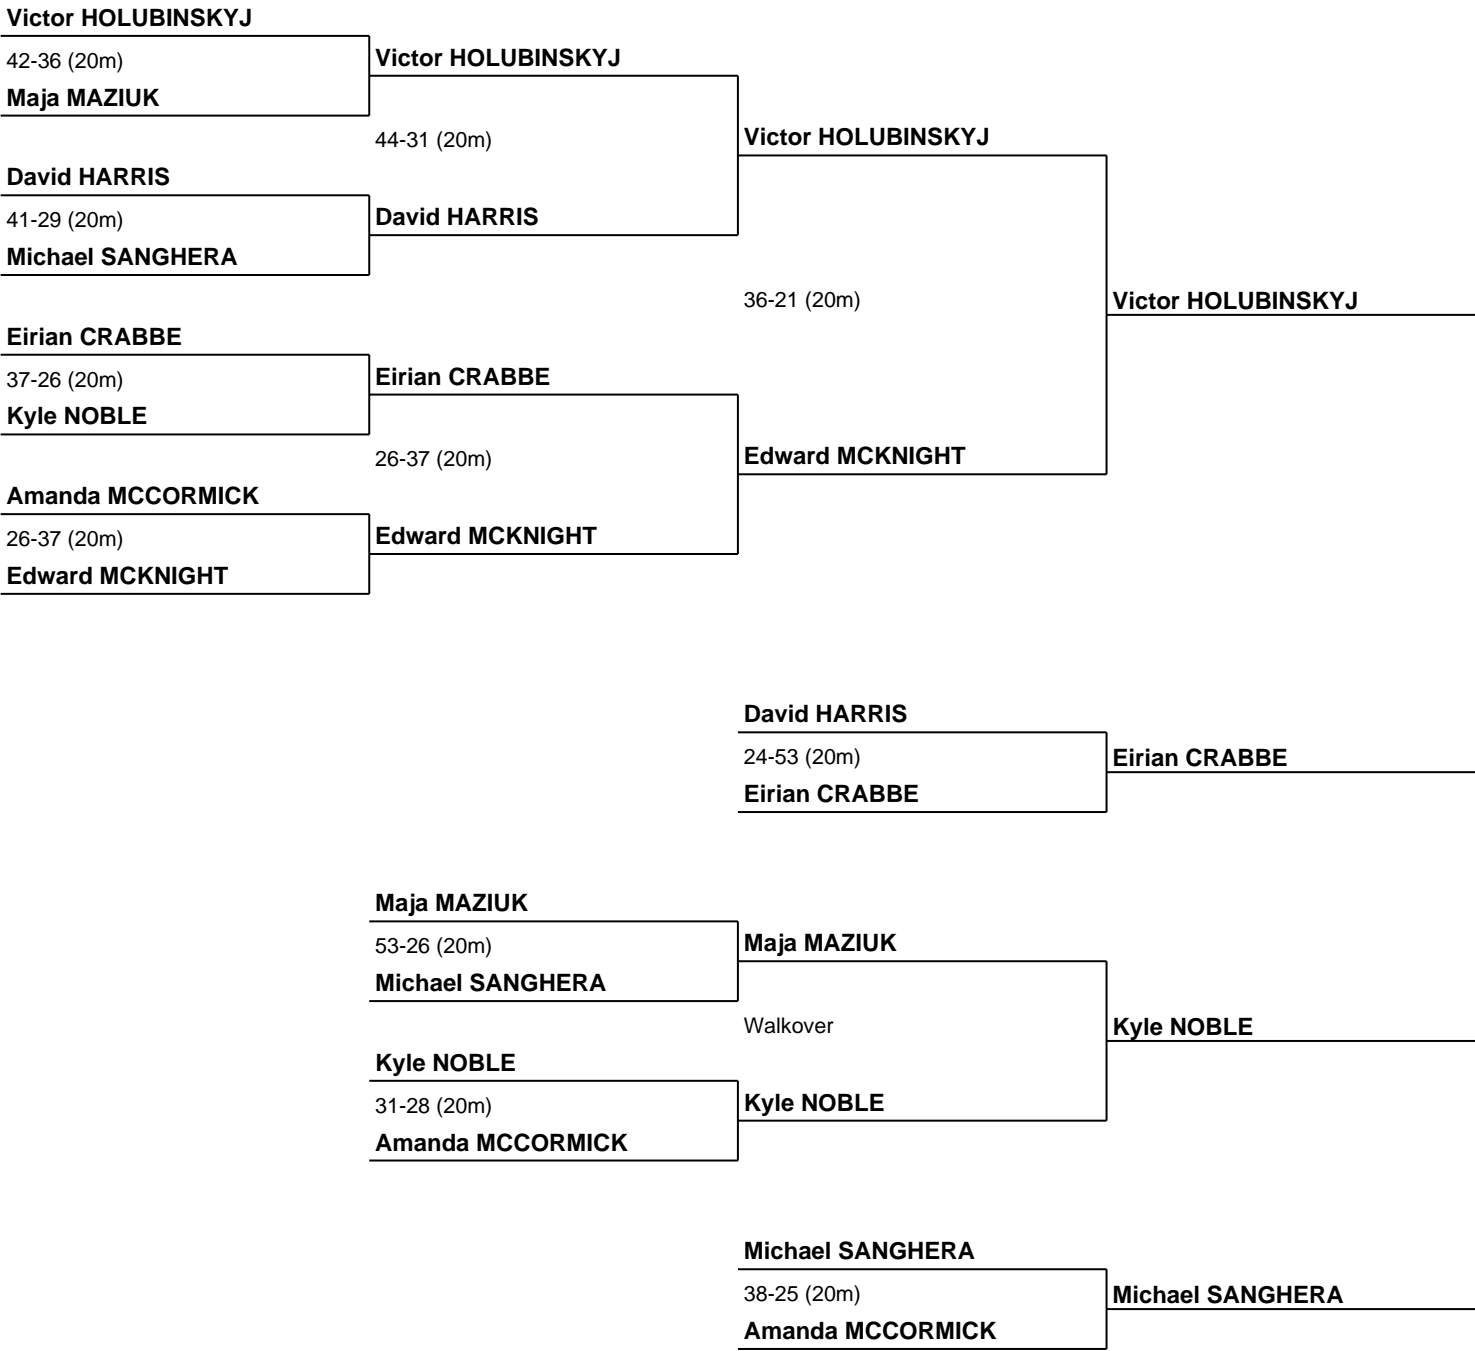 Victor HOLUBINSKYJ
42-36 (20m)
Maja MAZIUK
Victor HOLUBINSKYJ
44-31 (20m)
Victor HOLUBINSKYJ
David HARRIS
41-29 (20m)
Michael SANGHERA
David HARRIS
36-21 (20m)
Victor HOLUBINSKYJ
Eirian CRABBE
37-26 (20m)
Kyle NOBLE
Eirian CRABBE
26-37 (20m)
Edward MCKNIGHT
Amanda MCCORMICK
26-37 (20m)
Edward MCKNIGHT
Edward MCKNIGHT
David HARRIS
24-53 (20m)
Eirian CRABBE
Eirian CRABBE
Maja MAZIUK
53-26 (20m)
Michael SANGHERA
Maja MAZIUK
Walkover
Kyle NOBLE
Kyle NOBLE
31-28 (20m)
Amanda MCCORMICK
Kyle NOBLE
Michael SANGHERA
38-25 (20m)
Amanda MCCORMICK
Michael SANGHERA